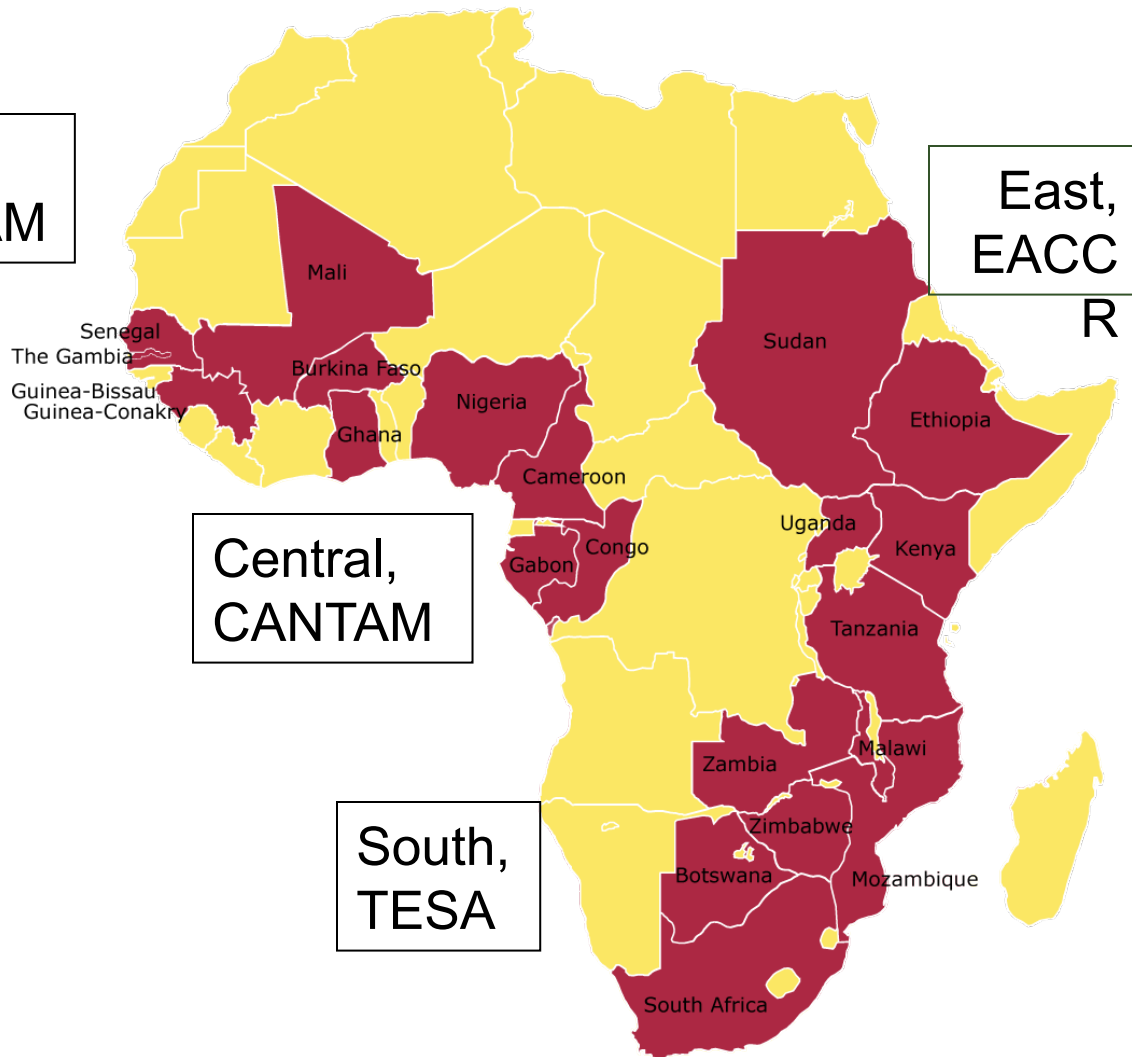 AM
East,
EACC
R
Mali
Senegal
The Gambia
Guinea-Bissau
Guinea-Conakry
Burkina Faso
Ghana
Nigeria
Cameroon
Sudan
Ethiopia
Central,
CANTAM
Congo
Gabon
Uganda
Kenya
Tanzania
Zambia
Malawi
South,
TESA
Zimbabwe
Botswana
Mozambique
South Africa